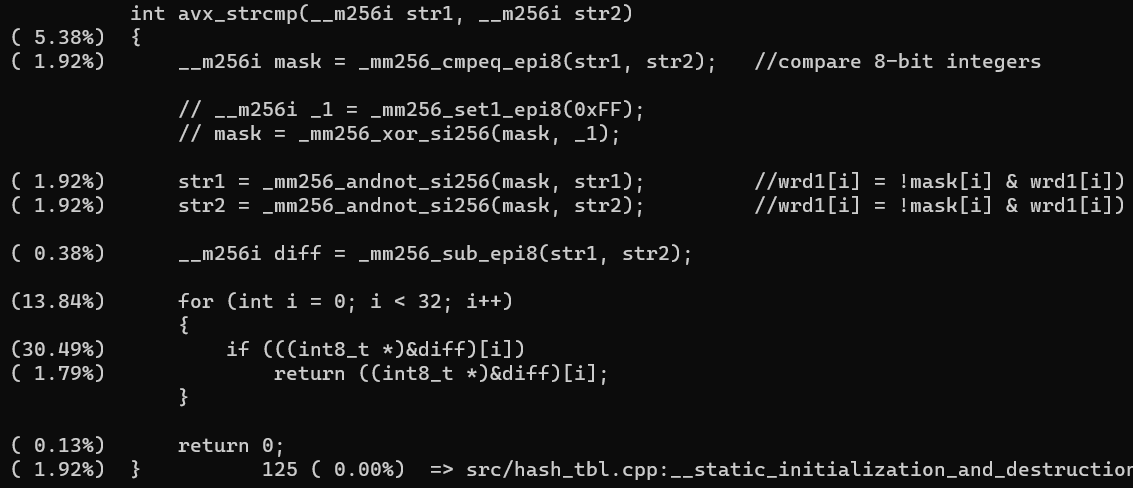 int avx_strcmp(__m256i str1, __m256i str2)
( 5.38%) {
( 1.92%) __m256i mask = _mm256_cmpeq_epi8(str1, str2); //compare 8-bit integers
// __m256i _1 = _mm256_set1_epi8(0xFF);
// mask = _mm256_xor_si256(mask, _1);
( 1.92%) str1 = _mm256_andnot_si256(mask, str1); //wrd1[i] = !mask[i] & wrd1[i])
( 1.92%) str2 = _mm256_andnot_si256(mask, str2); //wrd1[i] = !mask[i] & wrd1[i])
( 0.38%) __m256i diff = _mm256_sub_epi8(str1, str2);
(13.84%) for (int i = 0; i < 32; i++)
{
(30.49%) if (((int8_t *)&diff)[i])
( 1.79%) return ((int8_t *)&diff)[i];
}
( 0.13%) return 0;
( 1.92%) } 125 ( 0.00%) => src/hash_tbl.cpp:__static_initialization_and_destruction